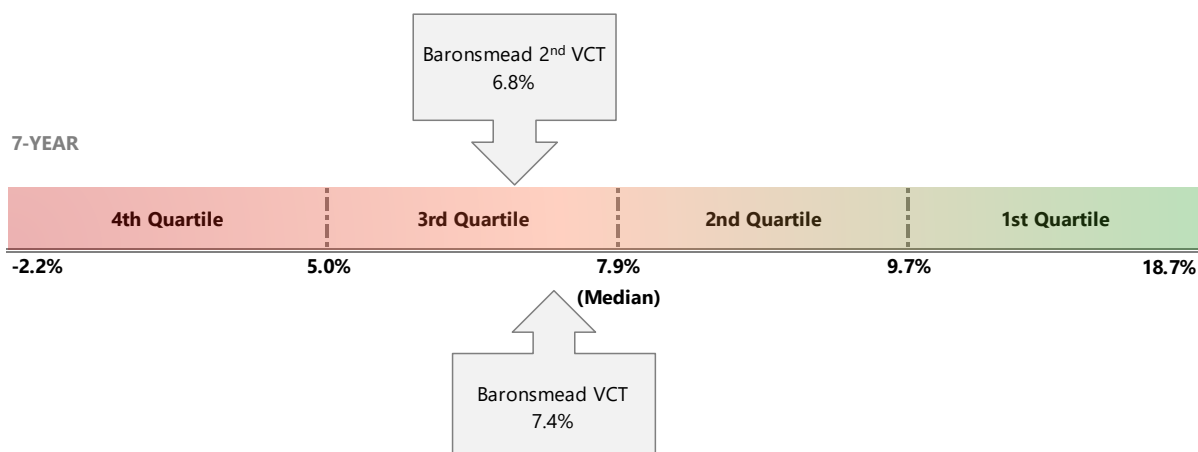 Baronsmead 2nd VCT
6.8%
7-YEAR
4th Quartile 3rd Quartile 2nd Quartile 1st Quartile
-2.2% 5.0% 7.9% 9.7% 18.7%
(Median)
Baronsmead VCT
7.4%